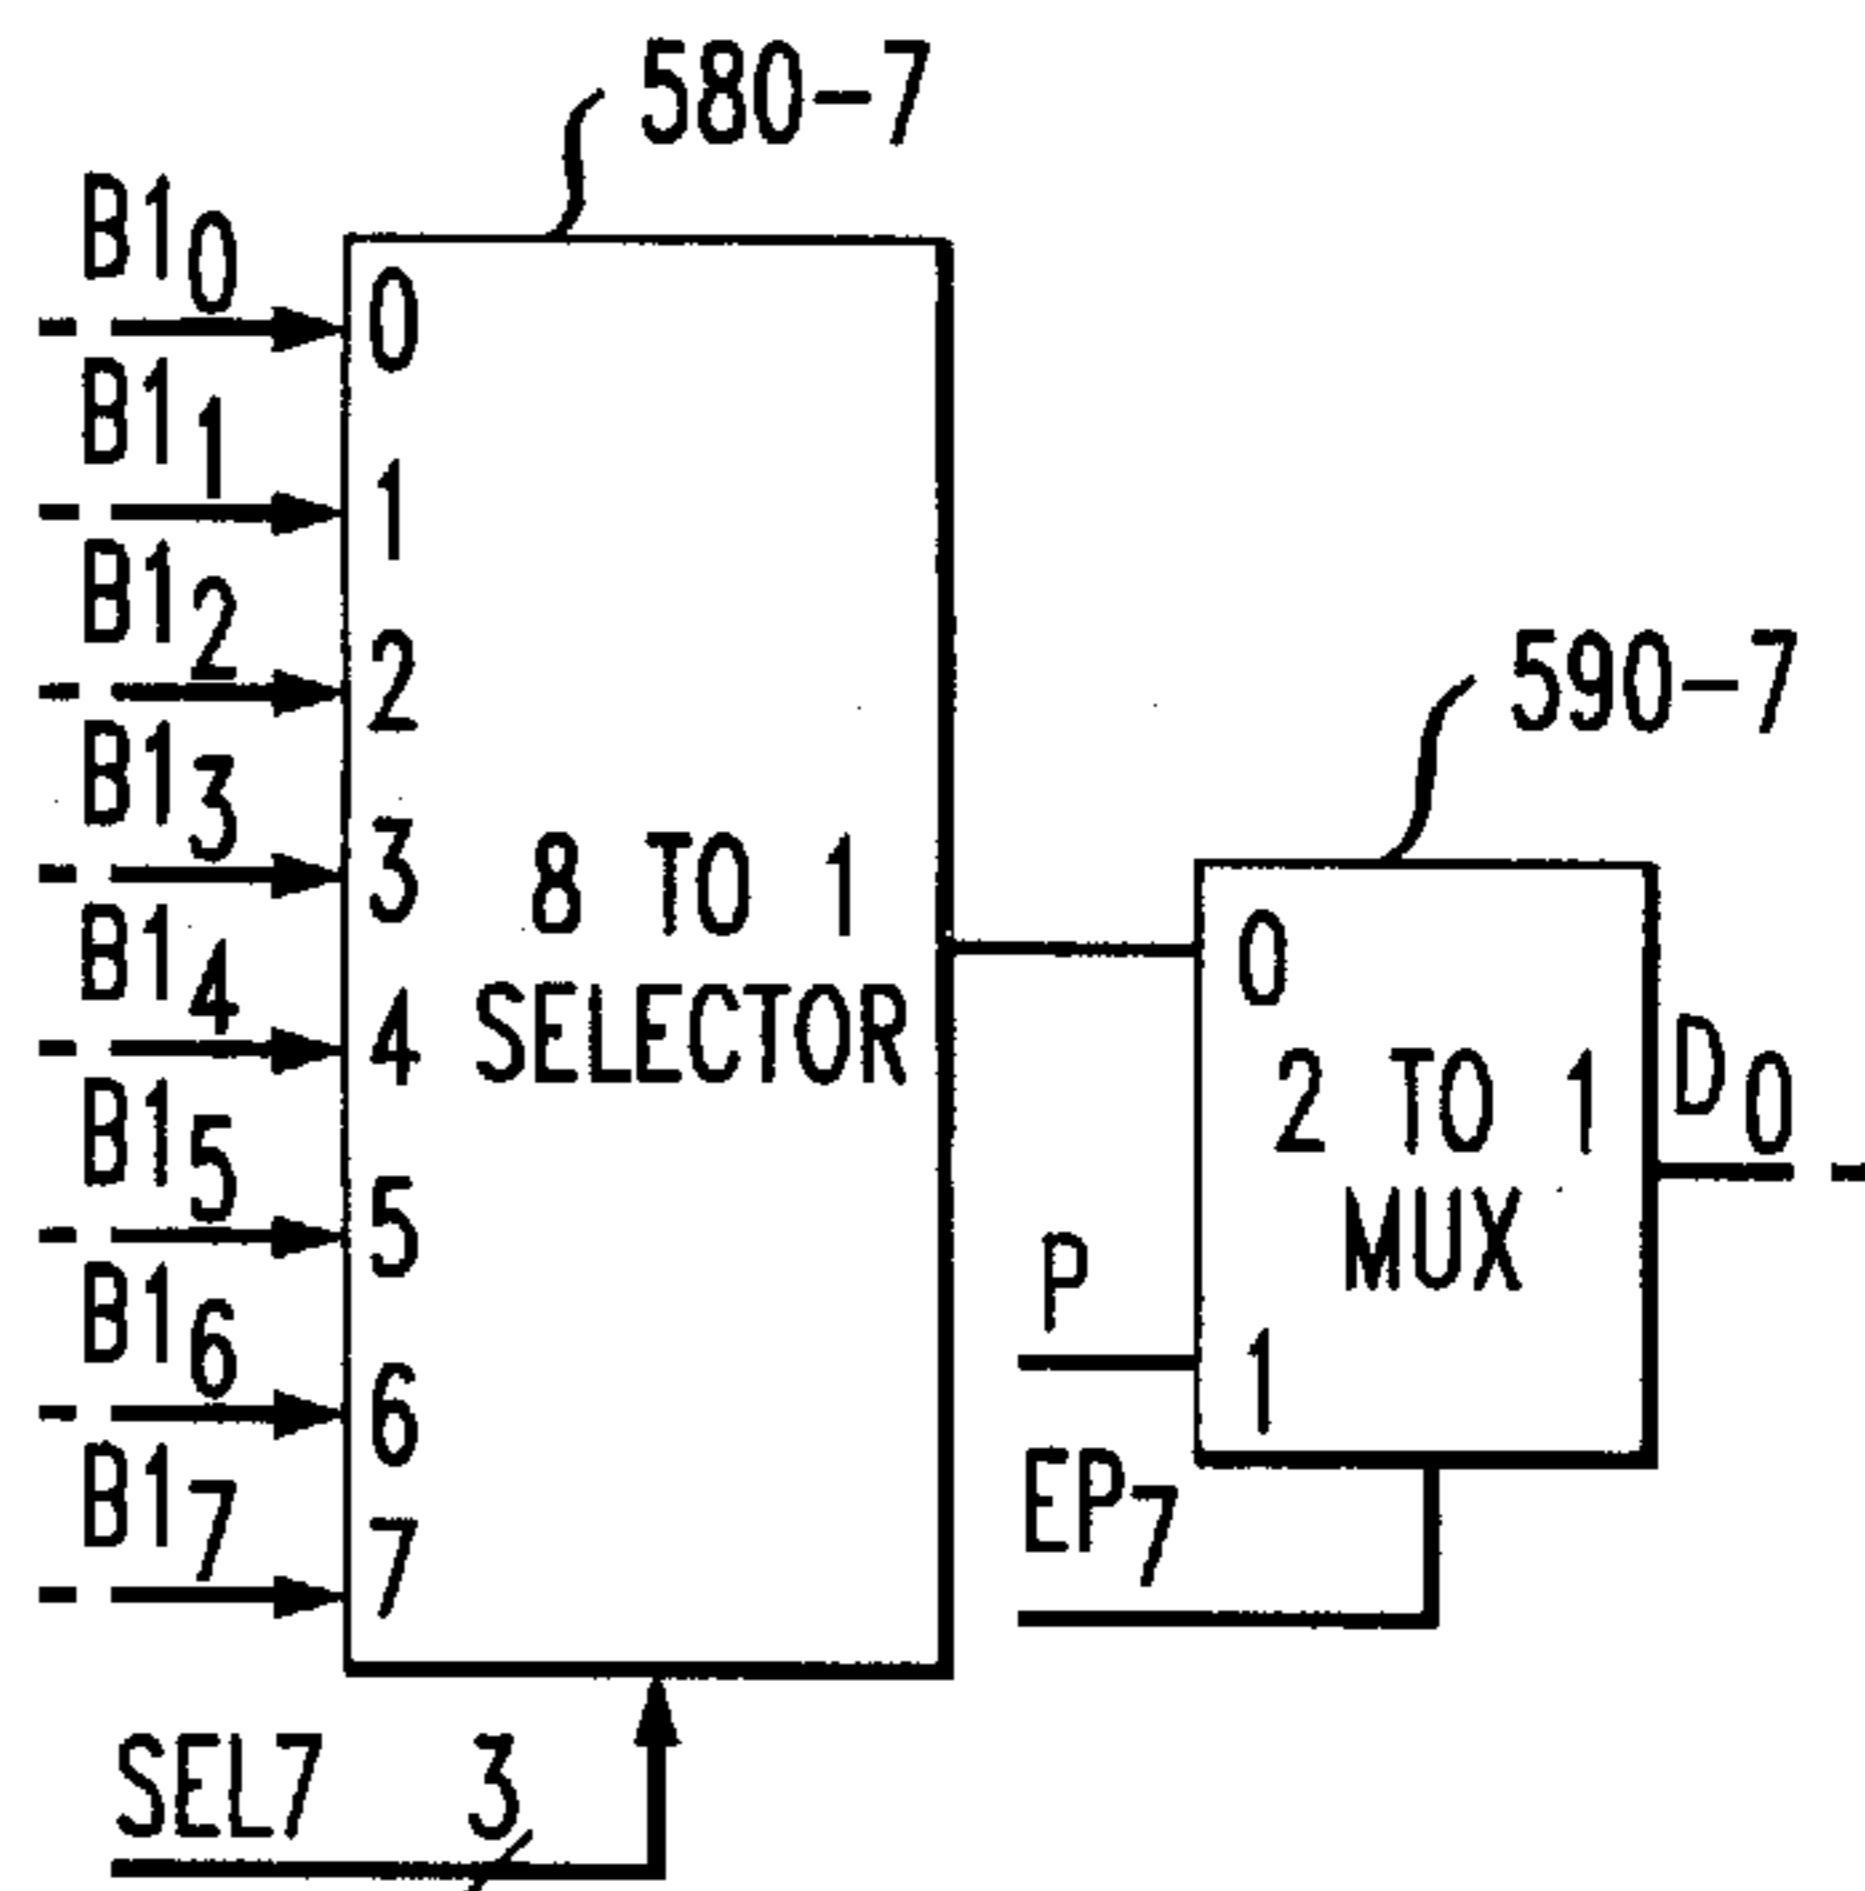 580-7
B1₀
0
B1₁
1
B1₂
2
B1₃
3
B1₄
4
B1₅
5
B1₆
6
B1₇
7
8 TO 1
SELECTOR
SEL7 3
590-7
0
2 TO 1
MUX
1
P
EP₇
D₀